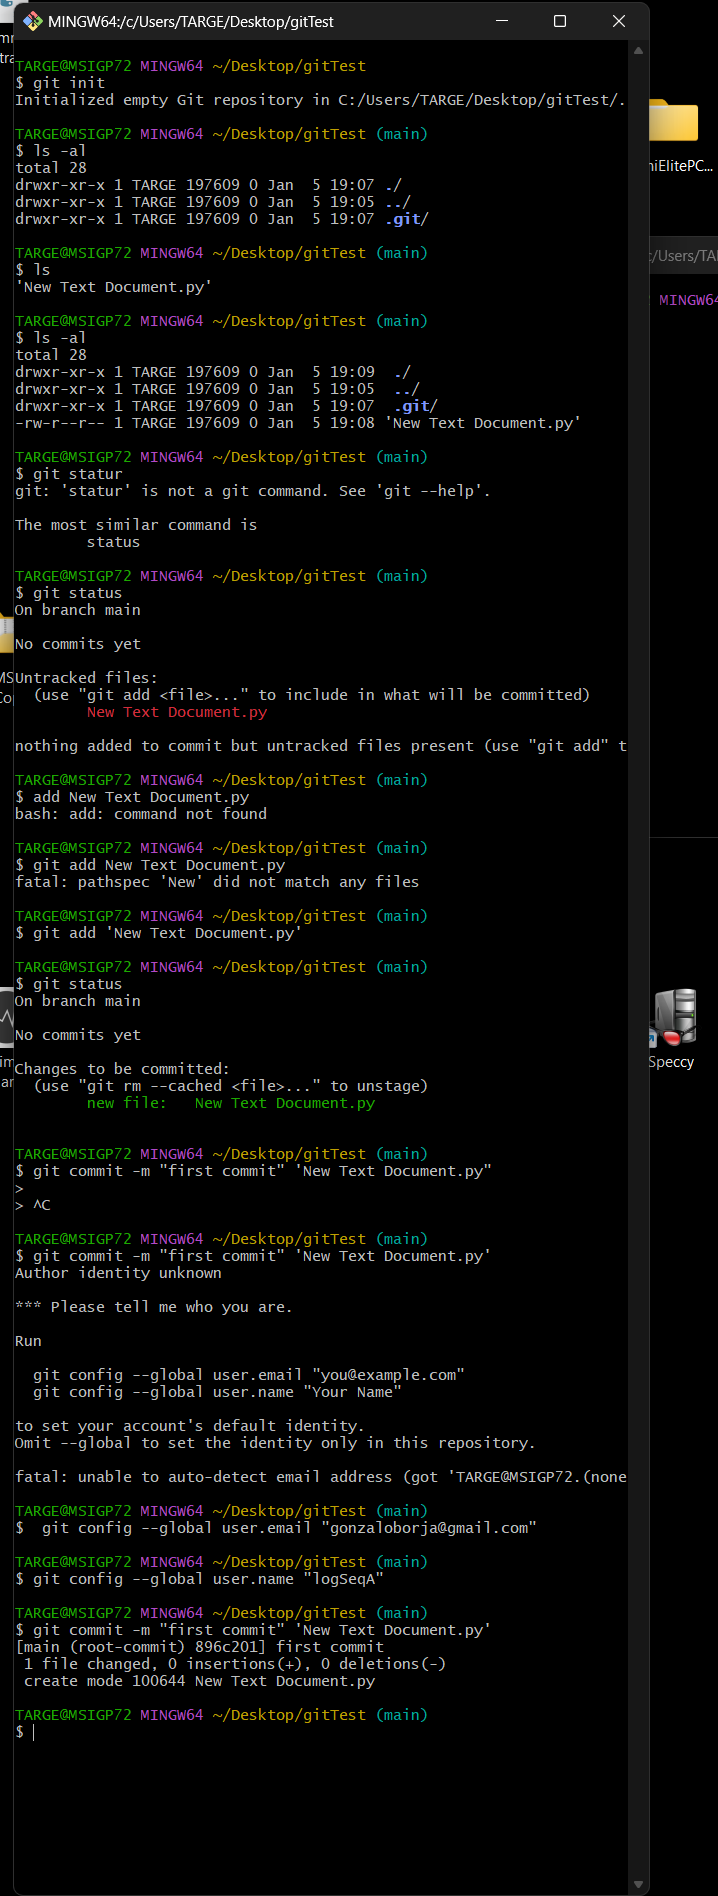 MINGW64:/c/Users/TARGE/Desktop/gitTest
TARGE@MSIGP72 MINGW64 ~/Desktop/gitTest
$ git init
Initialized empty Git repository in C:/Users/TARGE/Desktop/gitTest/.
TARGE@MSIGP72 MINGW64 ~/Desktop/gitTest (main)
$ ls -al
total 28
drwxr-xr-x 1 TARGE 197609 0 Jan  5 19:07 ./
drwxr-xr-x 1 TARGE 197609 0 Jan  5 19:05 ../
drwxr-xr-x 1 TARGE 197609 0 Jan  5 19:07 .git/
TARGE@MSIGP72 MINGW64 ~/Desktop/gitTest (main)
$ ls
'New Text Document.py'
TARGE@MSIGP72 MINGW64 ~/Desktop/gitTest (main)
$ ls -al
total 28
drwxr-xr-x 1 TARGE 197609 0 Jan  5 19:09  ./
drwxr-xr-x 1 TARGE 197609 0 Jan  5 19:05  ../
drwxr-xr-x 1 TARGE 197609 0 Jan  5 19:07  .git/
-rw-r--r-- 1 TARGE 197609 0 Jan  5 19:08 'New Text Document.py'
TARGE@MSIGP72 MINGW64 ~/Desktop/gitTest (main)
$ git statur
git: 'statur' is not a git command. See 'git --help'.
The most similar command is
status
TARGE@MSIGP72 MINGW64 ~/Desktop/gitTest (main)
$ git status
On branch main
No commits yet
Untracked files:
(use "git add <file>..." to include in what will be committed)
New Text Document.py
nothing added to commit but untracked files present (use "git add" t
TARGE@MSIGP72 MINGW64 ~/Desktop/gitTest (main)
$ add New Text Document.py
bash: add: command not found
TARGE@MSIGP72 MINGW64 ~/Desktop/gitTest (main)
$ git add New Text Document.py
fatal: pathspec 'New' did not match any files
TARGE@MSIGP72 MINGW64 ~/Desktop/gitTest (main)
$ git add 'New Text Document.py'
TARGE@MSIGP72 MINGW64 ~/Desktop/gitTest (main)
$ git status
On branch main
No commits yet
Changes to be committed:
(use "git rm --cached <file>..." to unstage)
new file:   New Text Document.py
TARGE@MSIGP72 MINGW64 ~/Desktop/gitTest (main)
$ git commit -m "first commit" 'New Text Document.py"
>
> ^C
TARGE@MSIGP72 MINGW64 ~/Desktop/gitTest (main)
$ git commit -m "first commit" 'New Text Document.py'
Author identity unknown
*** Please tell me who you are.
Run
git config --global user.email "you@example.com"
git config --global user.name "Your Name"
to set your account's default identity.
Omit --global to set the identity only in this repository.
fatal: unable to auto-detect email address (got 'TARGE@MSIGP72.(none
TARGE@MSIGP72 MINGW64 ~/Desktop/gitTest (main)
$  git config --global user.email "gonzaloborja@gmail.com"
TARGE@MSIGP72 MINGW64 ~/Desktop/gitTest (main)
$ git config --global user.name "logSeqA"
TARGE@MSIGP72 MINGW64 ~/Desktop/gitTest (main)
$ git commit -m "first commit" 'New Text Document.py'
[main (root-commit) 896c201] first commit
1 file changed, 0 insertions(+), 0 deletions(-)
create mode 100644 New Text Document.py
TARGE@MSIGP72 MINGW64 ~/Desktop/gitTest (main)
$
niElitePC...
c/Users/TA
MINGW64
Speccy